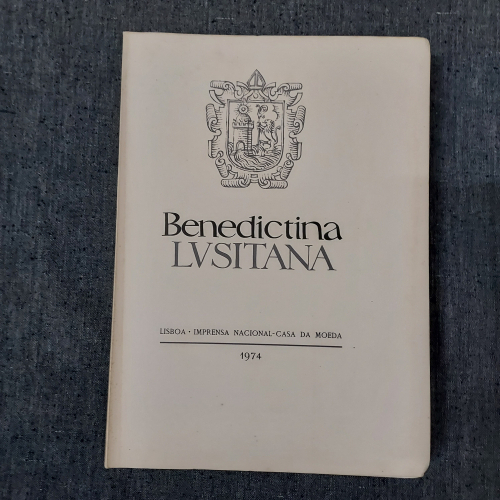 Benedictina
LVSITANA
LISBOA · IMPRENSA NACIONAL-CASA DA MOEDA
1974